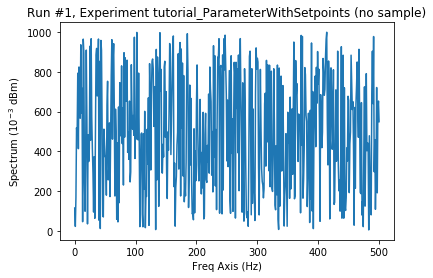 Run #1, Experiment tutorial_ParameterWithSetpoints (no sample)
Spectrum (10⁻³ dBm)
1000
800
600
400
200
0
0 100 200 300 400 500
Freq Axis (Hz)